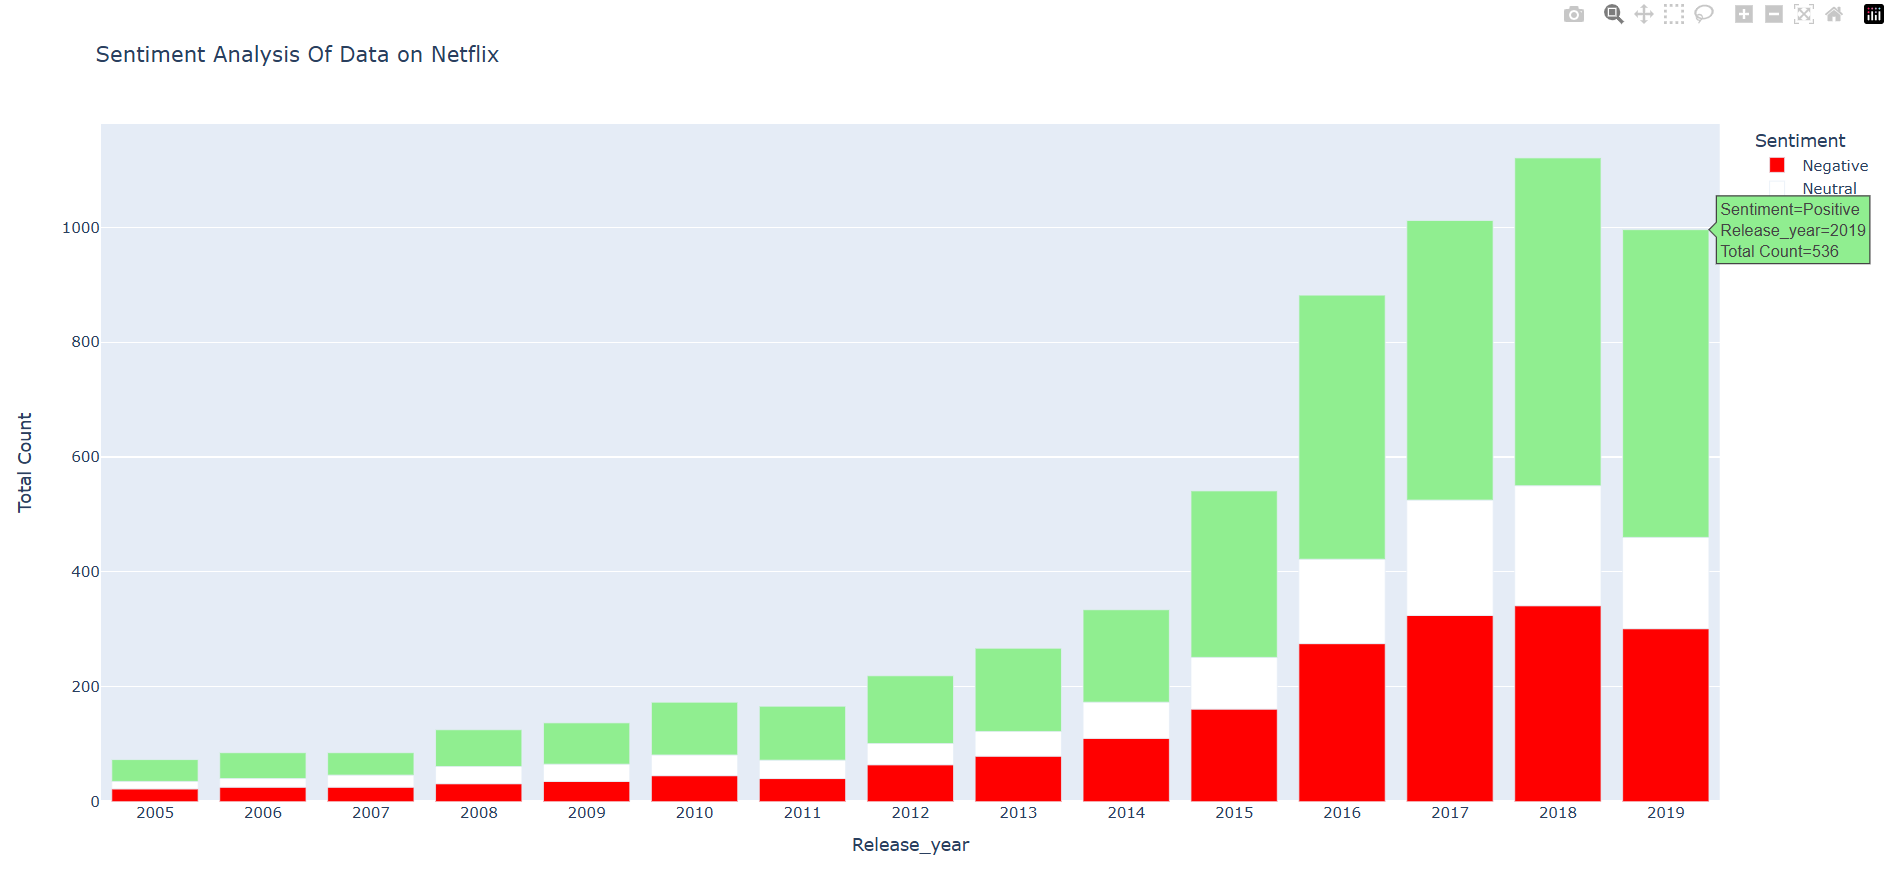 Sentiment Analysis Of Data on Netflix
Sentiment
Negative
Neutral
Sentiment=Positive
Release_year=2019
Total Count=536
1000
800
600
400
200
0
Total Count
2005 2006 2007 2008 2009 2010 2011 2012 2013 2014 2015 2016 2017 2018 2019
Release_year